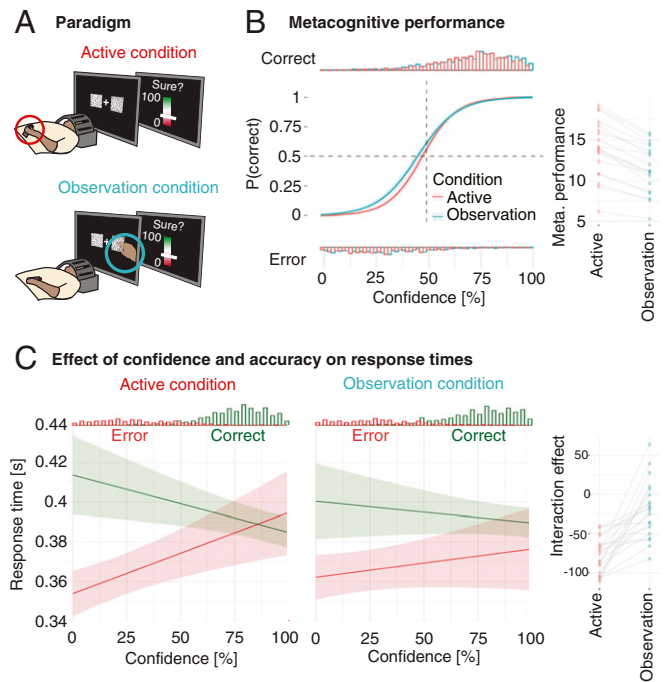 A Paradigm
Active condition
Sure?
100
0
Observation condition
Sure?
100
0
B Metacognitive performance
Correct
1
0.75
0.5
0.25
0
P(correct)
Condition
Active
Observation
Error
0 25 50 75 100
Confidence [%]
Meta. performance
15
10
5
Active
Observation
C Effect of confidence and accuracy on response times
Active condition
Observation condition
0.44
0.42
0.4
0.38
0.36
0.34
Response time [s]
Error Correct
Error Correct
0 25 50 75 100
Confidence [%]
0 25 50 75 100
Confidence [%]
Interaction effect
50
0
-50
-100
Active
Observation